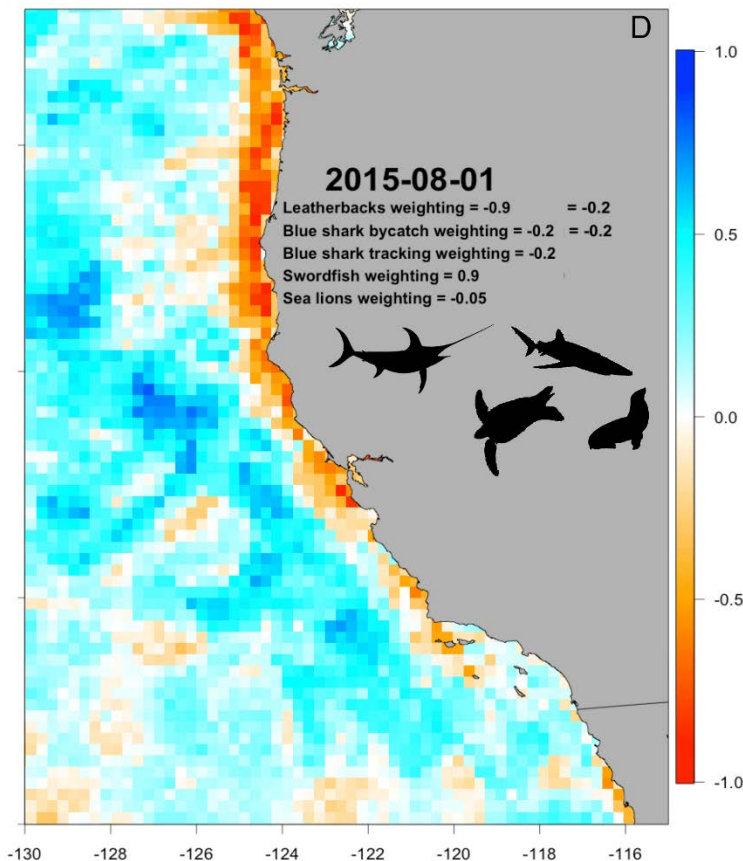 D
1.0
2015-08-01
Leatherbacks weighting = -0.9 = -0.2
Blue shark bycatch weighting = -0.2 = -0.2
0.5
Blue shark tracking weighting = -0.2
Swordfish weighting = 0.9
Sea lions weighting = -0.05
0.0
-0.5
-1.0
-130 -128 -126 -124 -122 -120 -118 -116